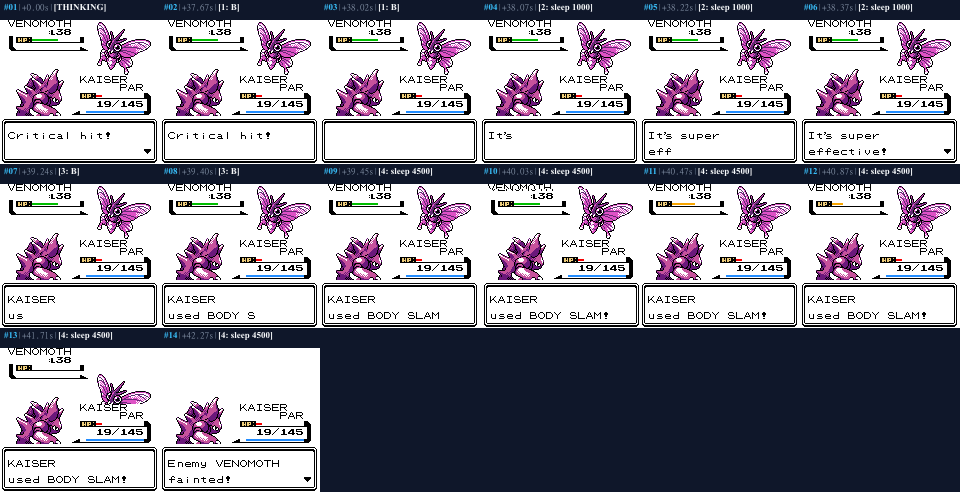 #01|+0.00s|[THINKING]
VENOMOTH
:L38
HP:
KAISER
PAR
HP:
19/145
Critical hit!
#02|+37.67s|[1: B]
VENOMOTH
:L38
HP:
KAISER
PAR
HP:
19/145
Critical hit!
#03|+38.02s|[1: B]
VENOMOTH
:L38
HP:
KAISER
PAR
HP:
19/145
#04|+38.07s|[2: sleep 1000]
VENOMOTH
:L38
HP:
KAISER
PAR
HP:
19/145
It's
#05|+38.22s|[2: sleep 1000]
VENOMOTH
:L38
HP:
KAISER
PAR
HP:
19/145
It's super
eff
#06|+38.37s|[2: sleep 1000]
VENOMOTH
:L38
HP:
KAISER
PAR
HP:
19/145
It's super
effective!
#07|+39.24s|[3: B]
VENOMOTH
:L38
HP:
KAISER
PAR
HP:
19/145
KAISER
us
#08|+39.40s|[3: B]
VENOMOTH
:L38
HP:
KAISER
PAR
HP:
19/145
KAISER
used BODY S
#09|+39.45s|[4: sleep 4500]
VENOMOTH
:L38
HP:
KAISER
PAR
HP:
19/145
KAISER
used BODY SLAM
#10|+40.03s|[4: sleep 4500]
VENOMOTH
:L38
HP:
KAISER
PAR
HP:
19/145
KAISER
used BODY SLAM!
#11|+40.47s|[4: sleep 4500]
VENOMOTH
:L38
HP:
KAISER
PAR
HP:
19/145
KAISER
used BODY SLAM!
#12|+40.87s|[4: sleep 4500]
VENOMOTH
:L38
HP:
KAISER
PAR
HP:
19/145
KAISER
used BODY SLAM!
#13|+41.71s|[4: sleep 4500]
VENOMOTH
:L38
HP:
KAISER
PAR
HP:
19/145
KAISER
used BODY SLAM!
#14|+42.27s|[4: sleep 4500]
KAISER
PAR
HP:
19/145
Enemy VENOMOTH
fainted!